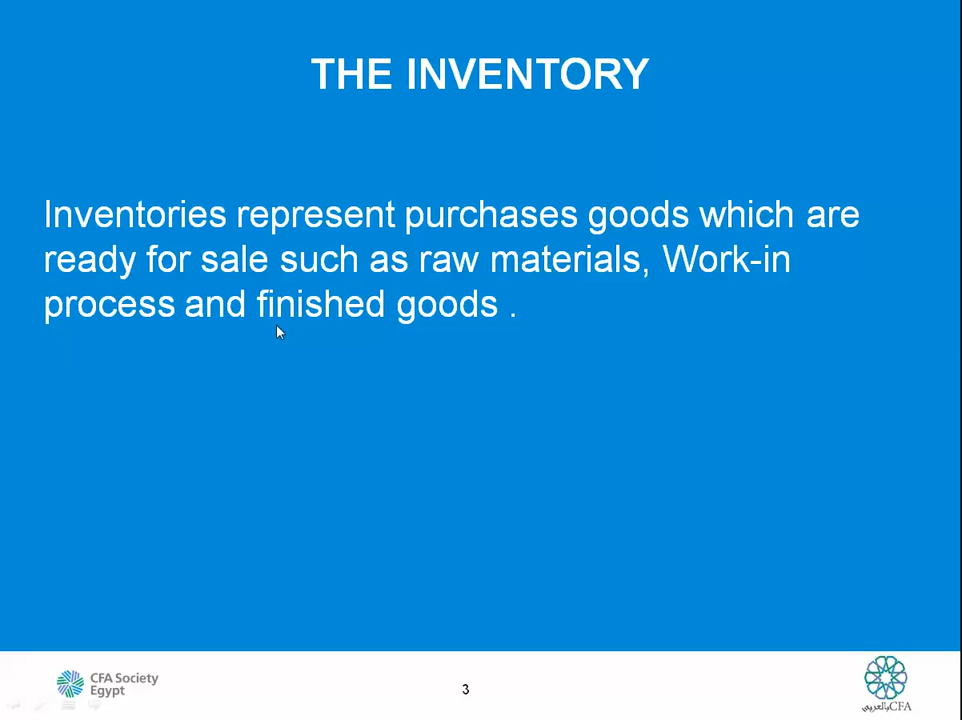 THE INVENTORY
Inventories represent purchases goods which are
ready for sale such as raw materials, Work-in
process and finished goods .
CFA Society
Egypt
3
بالعربي CFA